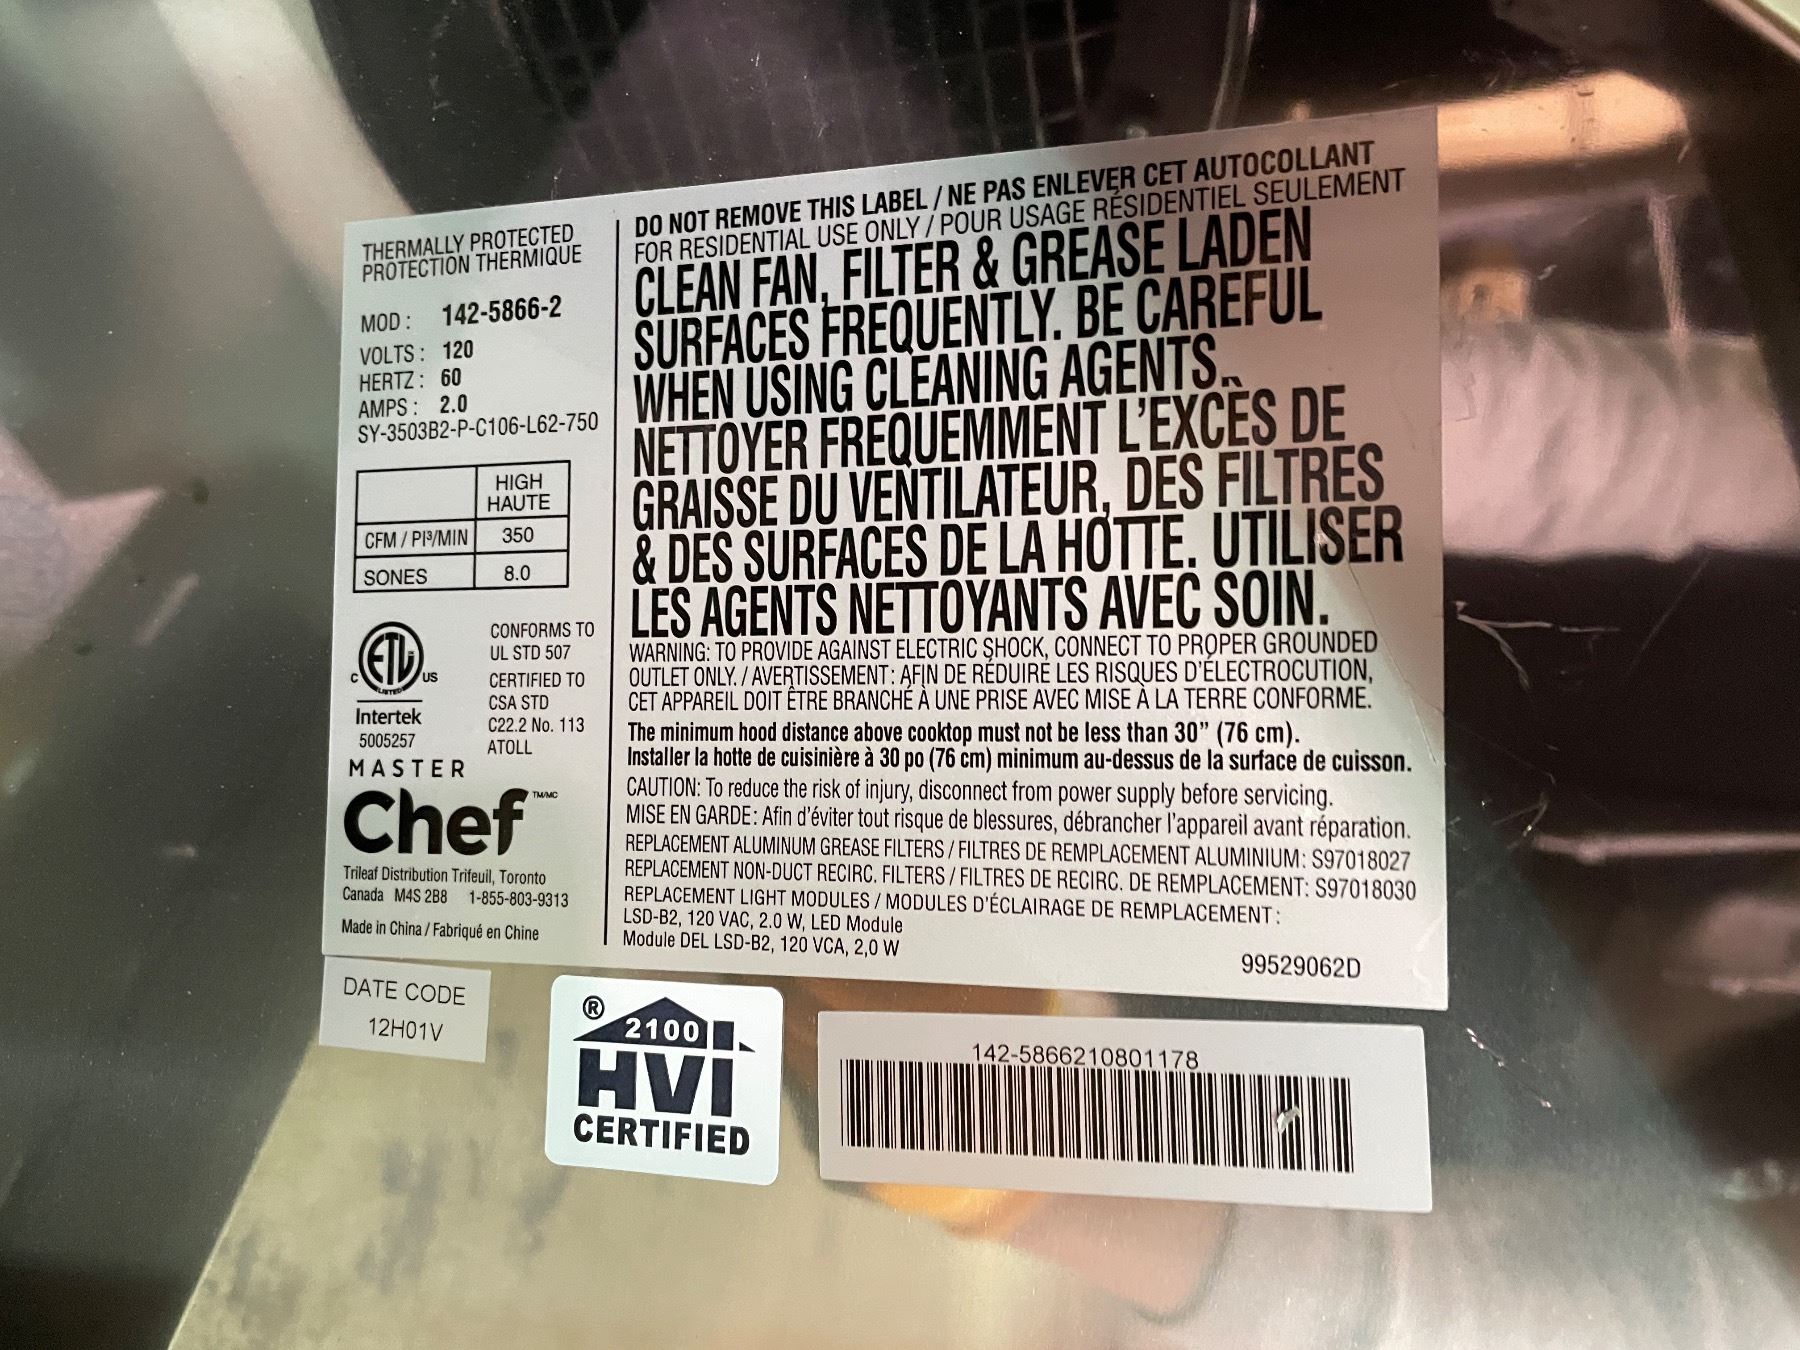 THERMALLY PROTECTED
PROTECTION THERMIQUE
MOD : 142-5866-2
VOLTS : 120
HERTZ : 60
AMPS : 2.0
SY-3503B2-P-C106-L62-750
HIGH
HAUTE
CFM / PI³/MIN 350
SONES 8.0
C ETL US
LISTED
Intertek
5005257
CONFORMS TO
UL STD 507
CERTIFIED TO
CSA STD
C22.2 No. 113
ATOLL
MASTER
Chef TM/MC
Trileaf Distribution Trifeuil, Toronto
Canada M4S 2B8 1-855-803-9313
Made in China / Fabriqué en Chine
DO NOT REMOVE THIS LABEL / NE PAS ENLEVER CET AUTOCOLLANT
FOR RESIDENTIAL USE ONLY / POUR USAGE RÉSIDENTIEL SEULEMENT
CLEAN FAN, FILTER & GREASE LADEN
SURFACES FREQUENTLY. BE CAREFUL
WHEN USING CLEANING AGENTS.
NETTOYER FREQUEMMENT L'EXCÈS DE
GRAISSE DU VENTILATEUR, DES FILTRES
& DES SURFACES DE LA HOTTE. UTILISER
LES AGENTS NETTOYANTS AVEC SOIN.
WARNING: TO PROVIDE AGAINST ELECTRIC SHOCK, CONNECT TO PROPER GROUNDED
OUTLET ONLY. / AVERTISSEMENT : AFIN DE RÉDUIRE LES RISQUES D'ÉLECTROCUTION,
CET APPAREIL DOIT ÊTRE BRANCHÉ À UNE PRISE AVEC MISE À LA TERRE CONFORME.
The minimum hood distance above cooktop must not be less than 30" (76 cm).
Installer la hotte de cuisinière à 30 po (76 cm) minimum au-dessus de la surface de cuisson.
CAUTION: To reduce the risk of injury, disconnect from power supply before servicing.
MISE EN GARDE: Afin d'éviter tout risque de blessures, débrancher l'appareil avant réparation.
REPLACEMENT ALUMINUM GREASE FILTERS / FILTRES DE REMPLACEMENT ALUMINIUM: S97018027
REPLACEMENT NON-DUCT RECIRC. FILTERS / FILTRES DE RECIRC. DE REMPLACEMENT: S97018030
REPLACEMENT LIGHT MODULES / MODULES D'ÉCLAIRAGE DE REMPLACEMENT :
LSD-B2, 120 VAC, 2.0 W, LED Module
Module DEL LSD-B2, 120 VCA, 2,0 W
99529062D
DATE CODE
12H01V
®
2100
HVI
CERTIFIED
142-5866210801178